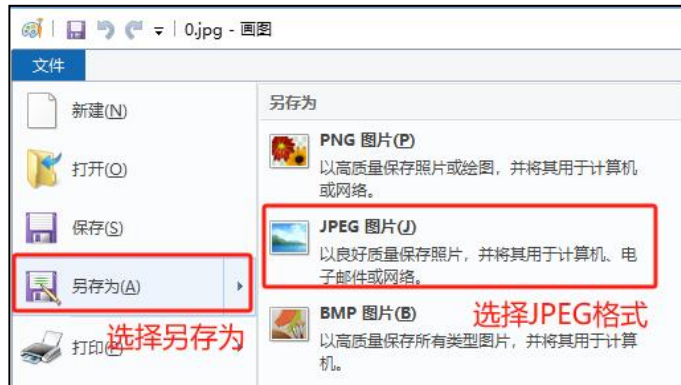 0.jpg - 画图
文件
新建(N)
打开(O)
保存(S)
另存为(A)
选择另存为
打印
另存为
PNG 图片(P)
以高质量保存照片或绘图，并将其用于计算机
或网络。
JPEG 图片(J)
以良好质量保存照片，并将其用于计算机、电
子邮件或网络。
选择JPEG格式
BMP 图片(B)
以高质量保存所有类型图片，并将其用于计算
机。